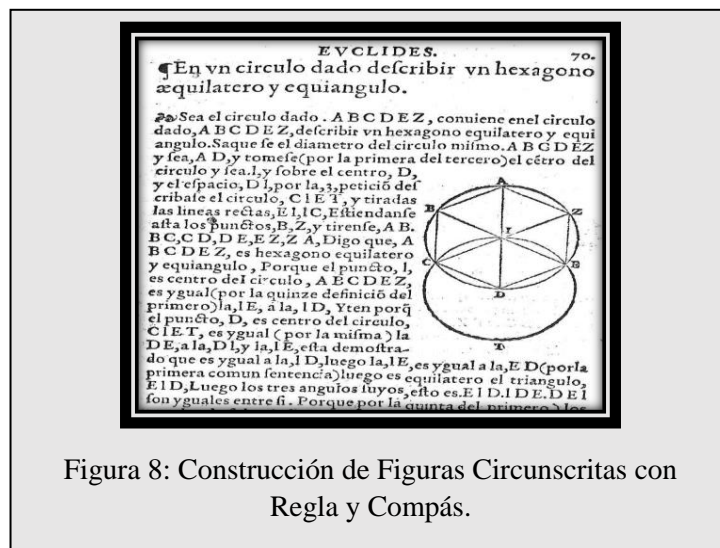 EVCLIDES.
70.
¶En vn circulo dado deſcribir vn hexagono
æquilatero y equiangulo.
Sea el circulo dado . A B C D E Z , conuiene enel circulo
dado, A B C D E Z, deſcribir vn hexagono equilatero y equi
angulo. Saque ſe el diametro del circulo miſmo. A B G D EZ
y ſea, A D, y tomeſe (por la primera del tercero) el cẽtro del
circulo y ſea. I, y ſobre el centro, D,
y el eſpacio, D I, por la, 3, petició deſ
cribaſe el circulo, C I E T, y tiradas
las lineas rectas, E I, I C, Eſtiendanſe
aſta los punctos, B, Z, y tirenſe, A B.
BC, C D, D E, E Z, Z A, Digo que, A
B C D E Z, es hexagono equilatero
y equiangulo , Porque el puncto, I,
es centro del circulo , A B C D E Z,
es ygual (por la quinze definició del
primero) la, I E, a la, I D, Yten porq̃
el puncto, D, es centro del circulo,
C I E T, es ygual ( por la miſma ) la
D E, a la, D I, y la, I E, eſta demoſtra-
do que es ygual a la, I D, luego la, I E, es ygual a la, E D (por la
primera comun ſentencia) luego es equilatero el triangulo,
E I D, Luego los tres angulos ſuyos, eſto es. E I D. I D E. D E I
ſon yguales entre ſi . Porque por la quinta del primero ) los
A
B
Z
I
C
E
D
T
Figura 8: Construcción de Figuras Circunscritas con
Regla y Compás.